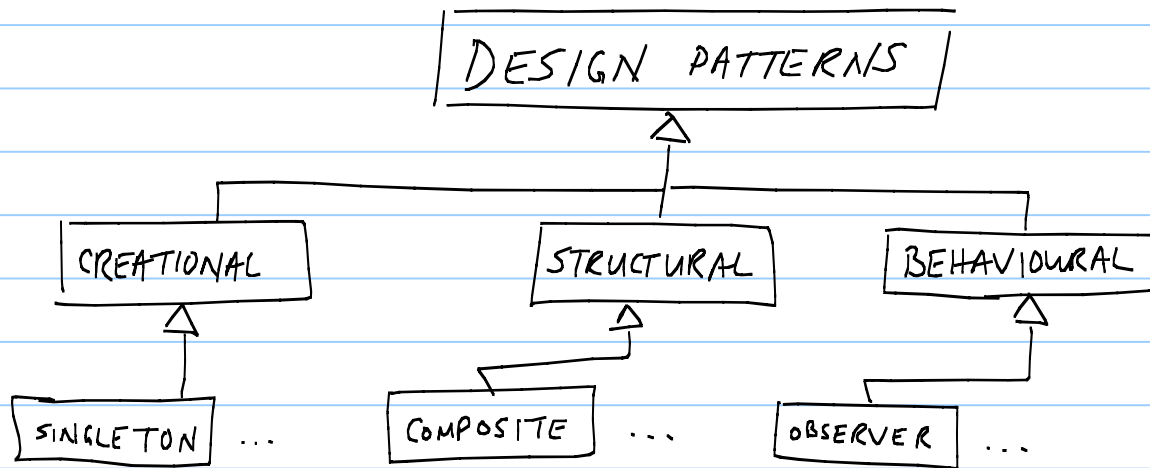 DESIGN PATTERNS
CREATIONAL STRUCTURAL BEHAVIOURAL
SINGLETON ... COMPOSITE ... OBSERVER ...